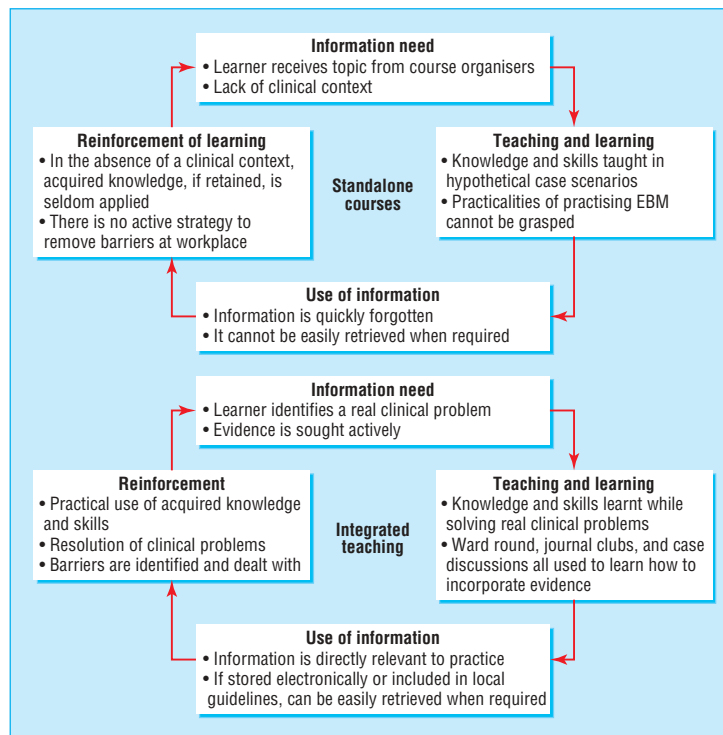 Information need
• Learner receives topic from course organisers
• Lack of clinical context
Reinforcement of learning
• In the absence of a clinical context,
acquired knowledge, if retained, is
seldom applied
• There is no active strategy to
remove barriers at workplace
Standalone
courses
Teaching and learning
• Knowledge and skills taught in
hypothetical case scenarios
• Practicalities of practising EBM
cannot be grasped
Use of information
• Information is quickly forgotten
• It cannot be easily retrieved when required
Information need
• Learner identifies a real clinical problem
• Evidence is sought actively
Reinforcement
• Practical use of acquired knowledge
and skills
• Resolution of clinical problems
• Barriers are identified and dealt with
Integrated
teaching
Teaching and learning
• Knowledge and skills learnt while
solving real clinical problems
• Ward round, journal clubs, and case
discussions all used to learn how to
incorporate evidence
Use of information
• Information is directly relevant to practice
• If stored electronically or included in local
guidelines, can be easily retrieved when required